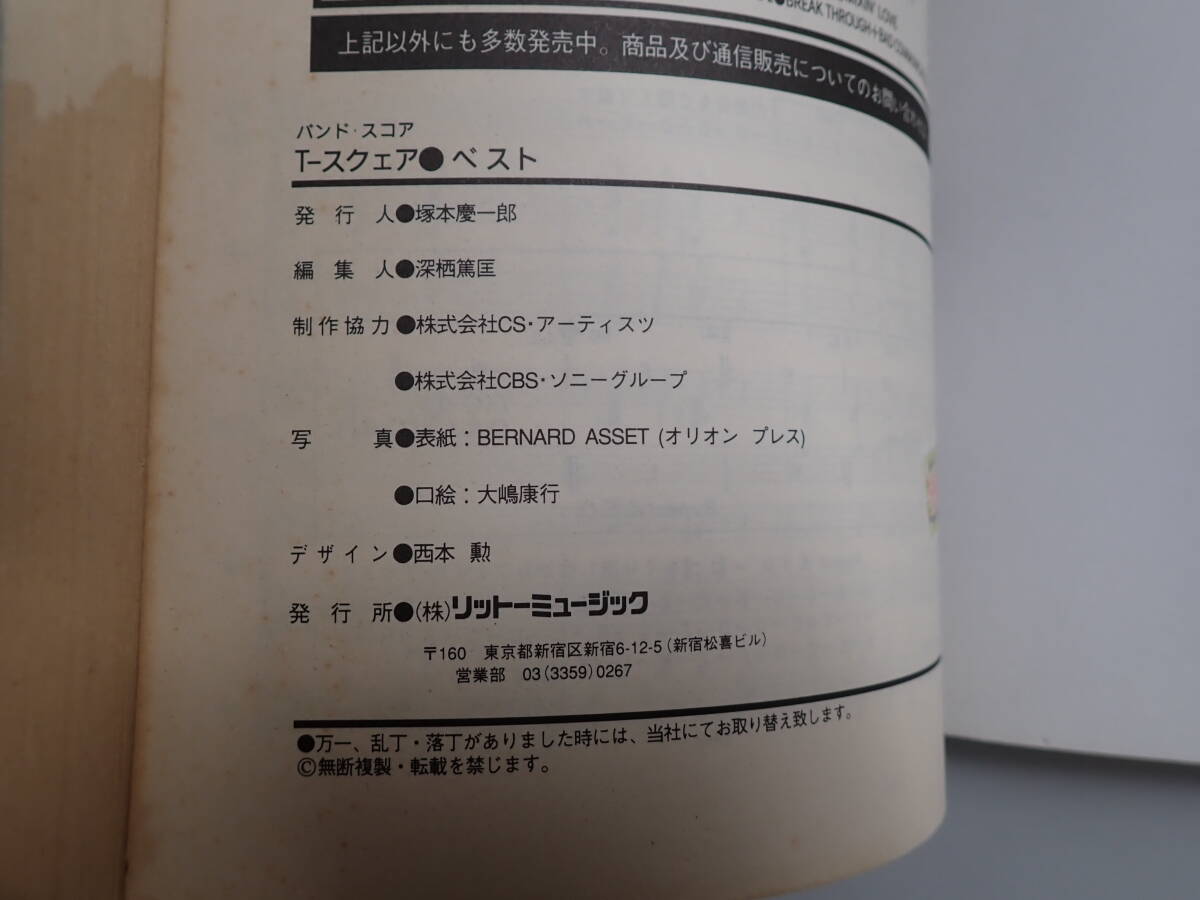 LOVE
●BREAK THROUGH+BAD
上記以外にも多数発売中。商品及び通信販売についてのお問い合わ
バンド・スコア
T-スクェア●ベスト
発行人●塚本慶一郎
編集人●深栖篤匡
制作協力●株式会社CS・アーティスツ
●株式会社CBS・ソニーグループ
写真●表紙：BERNARD ASSET (オリオン プレス)
●口絵：大嶋康行
デザイン●西本 勲
発行所●(株)リットーミュージック
〒160 東京都新宿区新宿6-12-5（新宿松喜ビル）
営業部 03(3359)0267
●万一、乱丁・落丁がありました時には、当社にてお取り替え致します。
©無断複製・転載を禁じます。